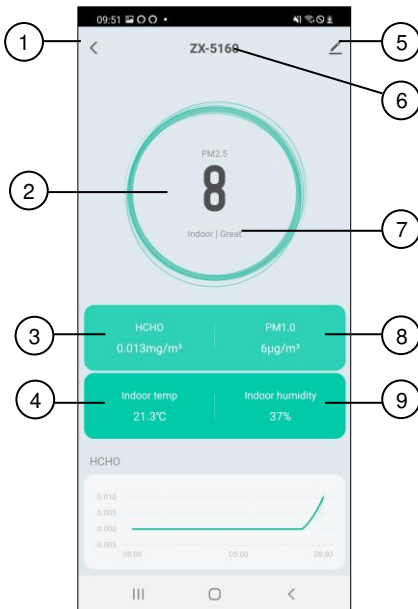 09:51
1
ZX-5160
5
6
PM2.5
8
2
Indoor | Great
7
HCHO PM1.0
3
0.013mg/m³ 6µg/m³
8
Indoor temp Indoor humidity
4
21.3℃ 37%
9
HCHO
0.010
0.005
0.000
-0.005
00:00 05:00 09:00